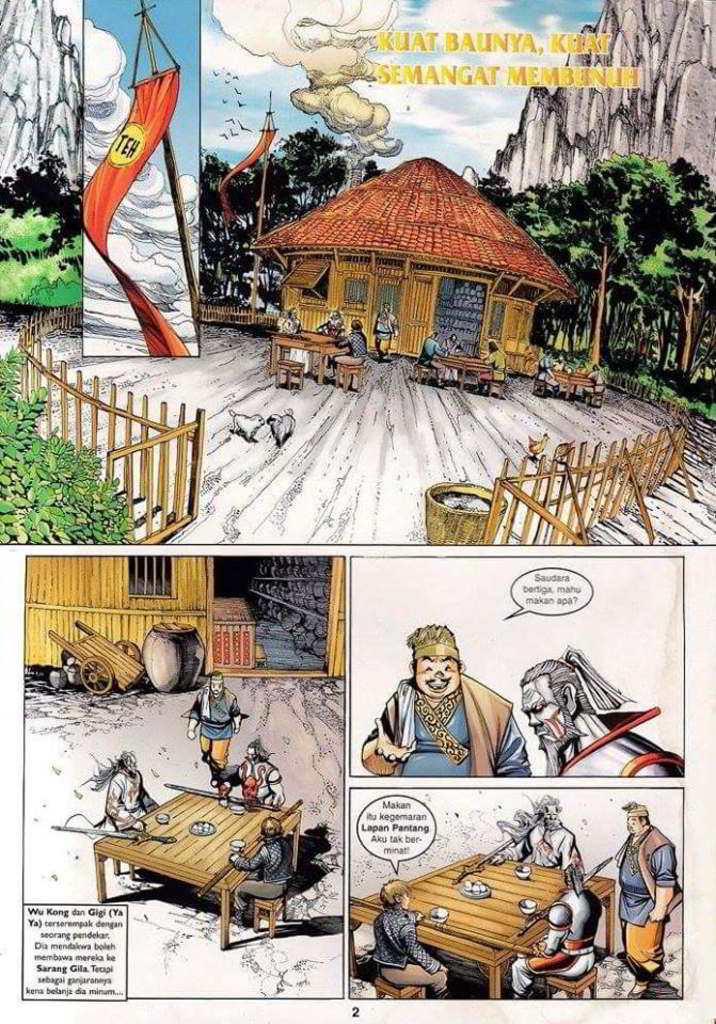 KUAT BAUNYA, KUAT
SEMANGAT MEMBUNUH
TEH
Saudara
bertiga, mahu
makan apa?
Wu Kong dan Gigi (Ya
Ya) terserempak dengan
seorang pendekar.
Dia mendakwa boleh
membawa mereka ke
Sarang Gila. Tetapi
sebagai ganjarannya
kena belanja dia minum....
Makan
itu kegemaran
Lapan Pantang.
Aku tak ber-
minat!
2